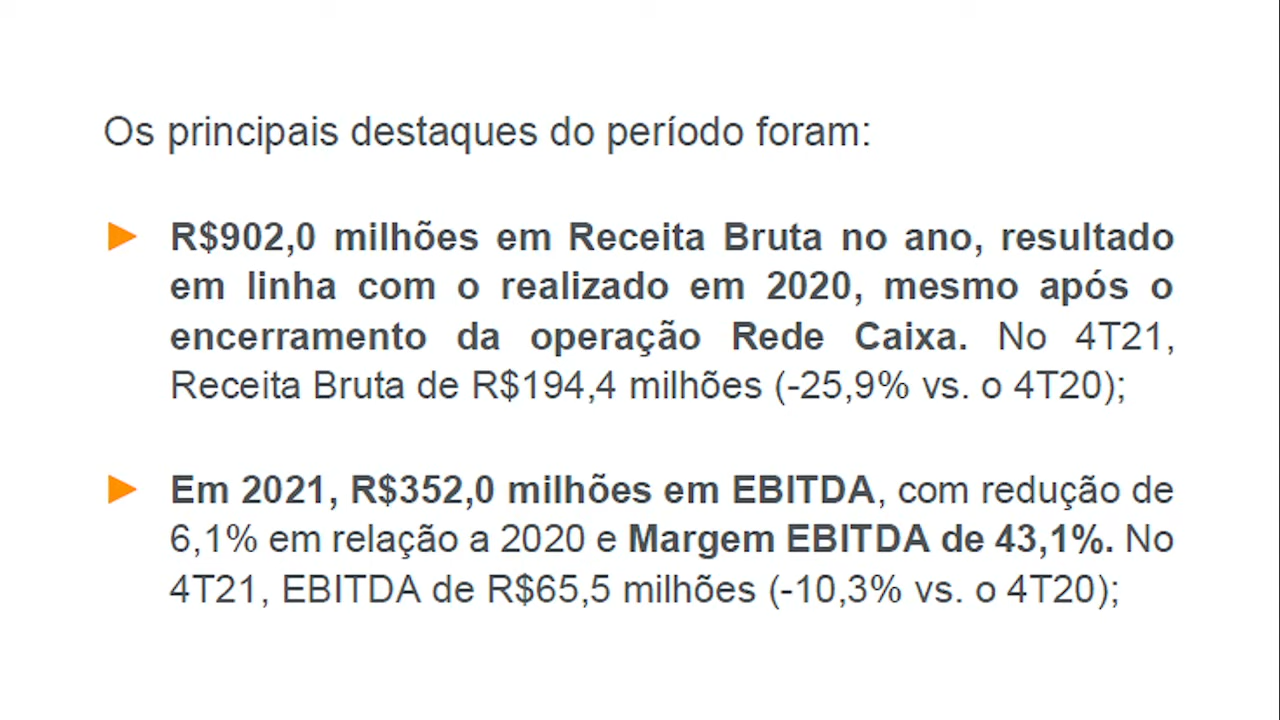 Os principais destaques do período foram:
► R$902,0 milhões em Receita Bruta no ano, resultado
em linha com o realizado em 2020, mesmo após o
encerramento da operação Rede Caixa. No 4T21,
Receita Bruta de R$194,4 milhões (-25,9% vs. o 4T20);
► Em 2021, R$352,0 milhões em EBITDA, com redução de
6,1% em relação a 2020 e Margem EBITDA de 43,1%. No
4T21, EBITDA de R$65,5 milhões (-10,3% vs. o 4T20);